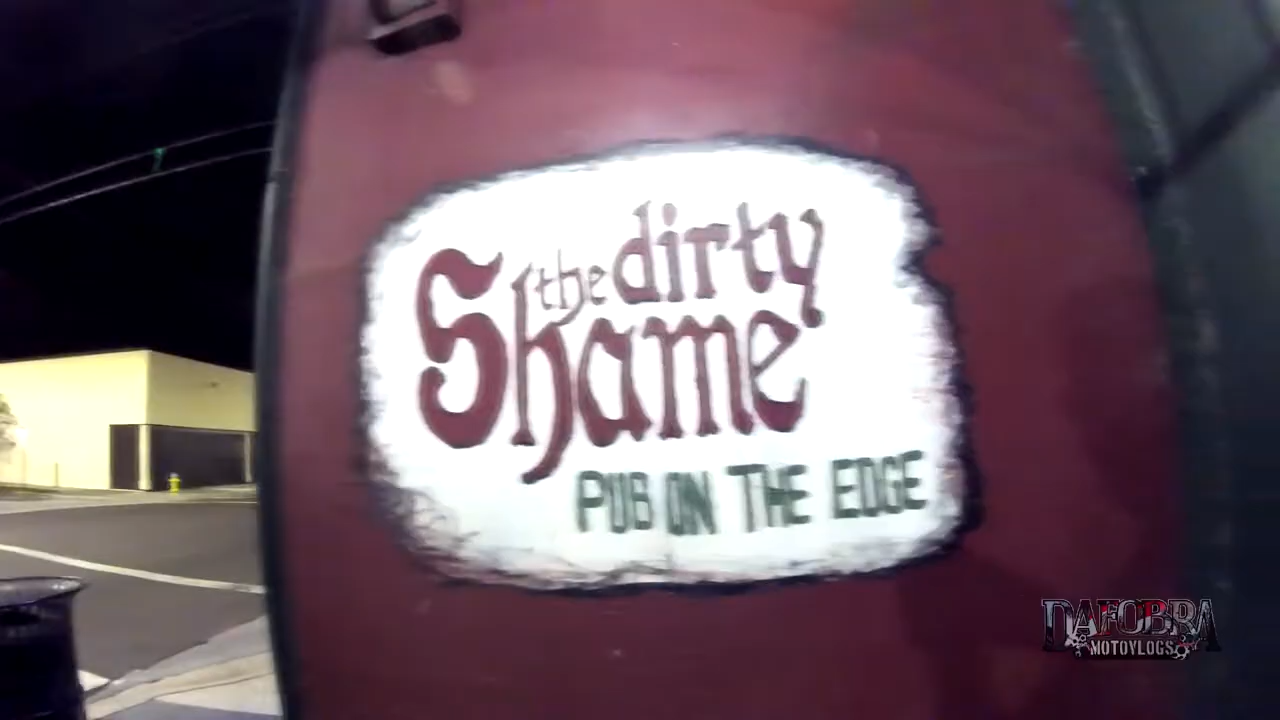 the dirty
Shame
PUB ON THE EDGE
DAFOBRA
MOTOVLOGS